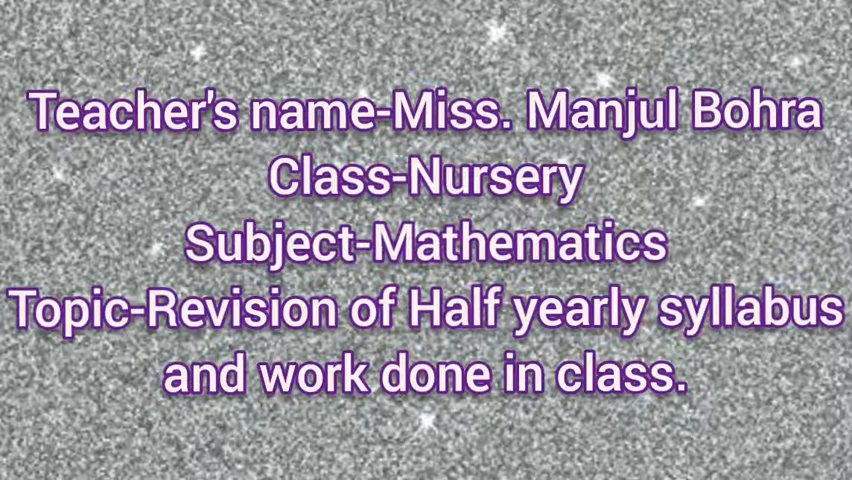 Teacher's name-Miss. Manjul Bohra
Class-Nursery
Subject-Mathematics
Topic-Revision of Half yearly syllabus
and work done in class.